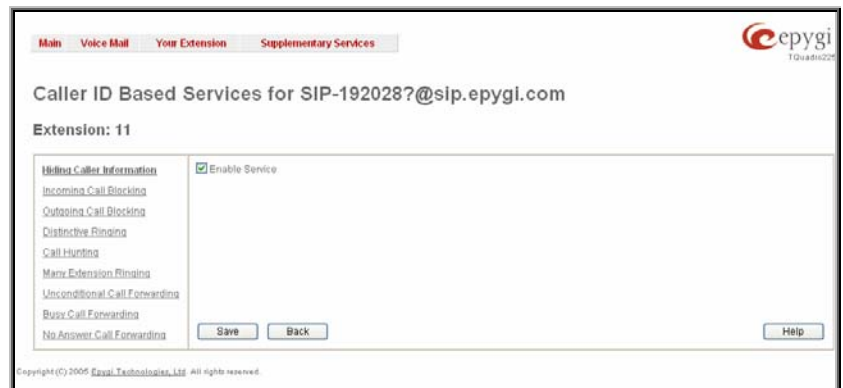 Main Voice Mail Your Extension Supplementary Services
epygi
TQuadro225
Caller ID Based Services for SIP-192028?@sip.epygi.com
Extension: 11
Hiding Caller Information
Enable Service
Incoming Call Blocking
Outgoing Call Blocking
Distinctive Ringing
Call Hunting
Many Extension Ringing
Unconditional Call Forwarding
Busy Call Forwarding
No Answer Call Forwarding
Save Back Help
Copyright (C) 2005 Epygi Technologies, Ltd. All rights reserved.